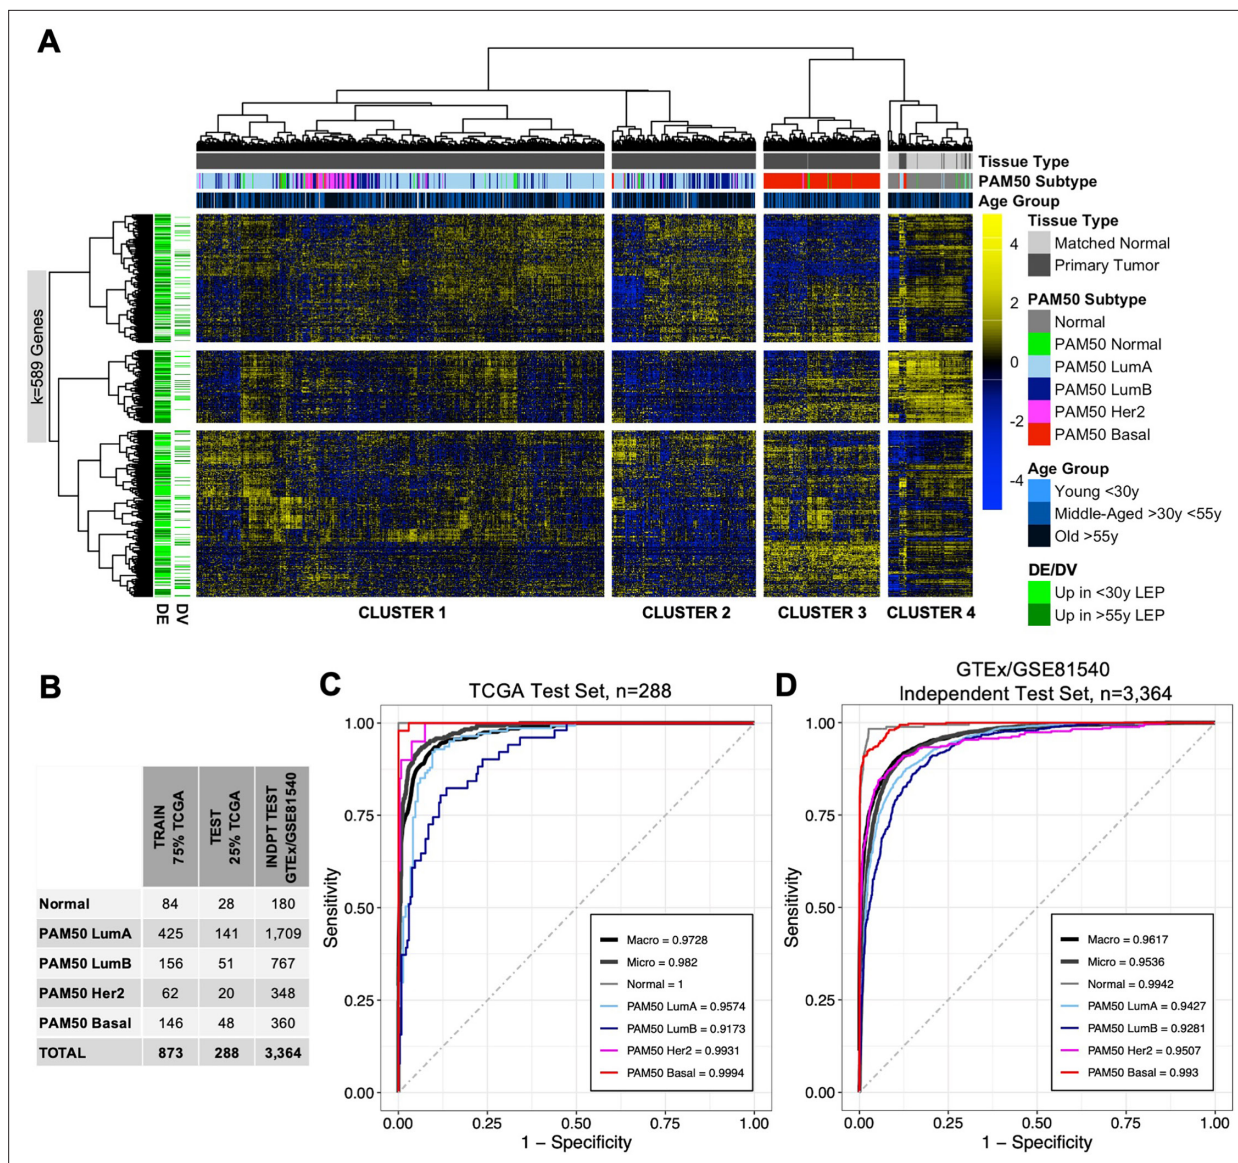 A
Tissue Type
PAM50 Subtype
Age Group
k=589 Genes
DE
DV
CLUSTER 1
CLUSTER 2
CLUSTER 3
CLUSTER 4
4
2
0
-2
-4
Tissue Type
Matched Normal
Primary Tumor
PAM50 Subtype
Normal
PAM50 Normal
PAM50 LumA
PAM50 LumB
PAM50 Her2
PAM50 Basal
Age Group
Young <30y
Middle-Aged >30y <55y
Old >55y
DE/DV
Up in <30y LEP
Up in >55y LEP
B
TRAIN 75% TCGA
TEST 25% TCGA
INDPT TEST GTEx/GSE81540
Normal 84 28 180
PAM50 LumA 425 141 1,709
PAM50 LumB 156 51 767
PAM50 Her2 62 20 348
PAM50 Basal 146 48 360
TOTAL 873 288 3,364
C
TCGA Test Set, n=288
Sensitivity
1.00
0.75
0.50
0.25
0.00
Macro = 0.9728
Micro = 0.982
Normal = 1
PAM50 LumA = 0.9574
PAM50 LumB = 0.9173
PAM50 Her2 = 0.9931
PAM50 Basal = 0.9994
0.00 0.25 0.50 0.75 1.00
1 − Specificity
D
GTEx/GSE81540
Independent Test Set, n=3,364
Sensitivity
1.00
0.75
0.50
0.25
0.00
Macro = 0.9617
Micro = 0.9536
Normal = 0.9942
PAM50 LumA = 0.9427
PAM50 LumB = 0.9281
PAM50 Her2 = 0.9507
PAM50 Basal = 0.993
0.00 0.25 0.50 0.75 1.00
1 − Specificity